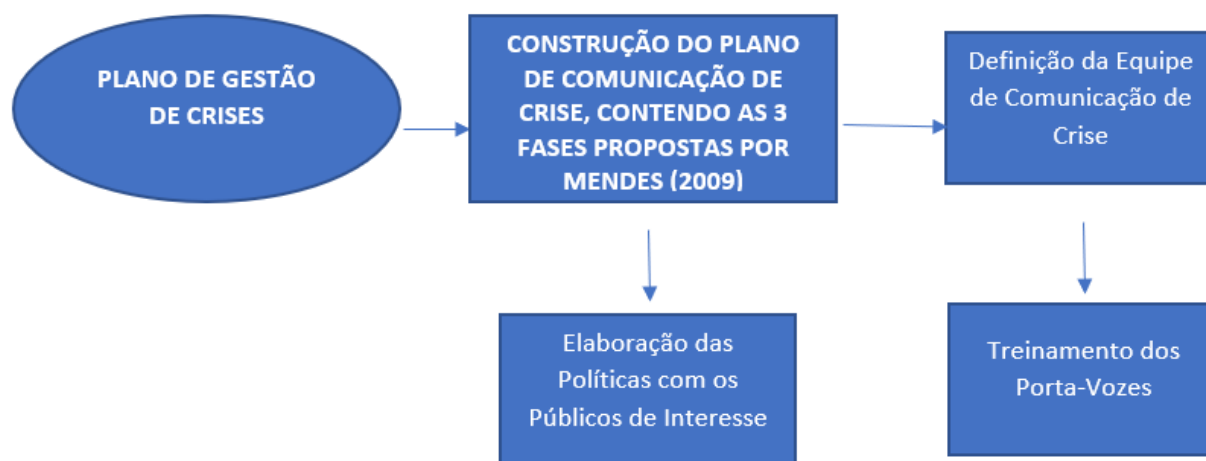 PLANO DE GESTÃO
DE CRISES
CONSTRUÇÃO DO PLANO
DE COMUNICAÇÃO DE
CRISE, CONTENDO AS 3
FASES PROPOSTAS POR
MENDES (2009)
Definição da Equipe
de Comunicação de
Crise
Elaboração das
Políticas com os
Públicos de Interesse
Treinamento dos
Porta-Vozes